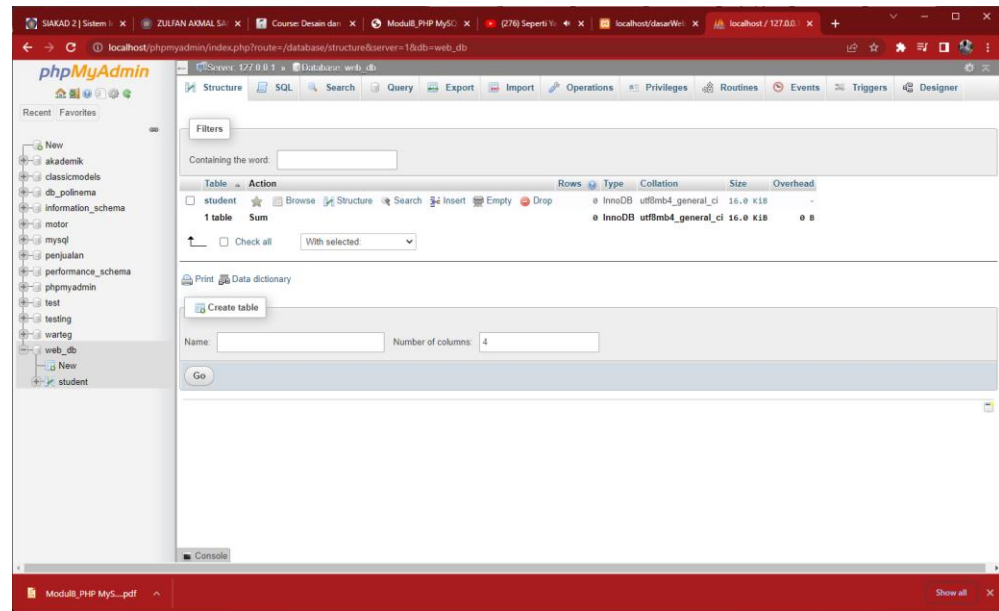 SIAKAD 2 | Sistem I
ZULFAN AKMAL SA
Course: Desain dan
Modul8_PHP MySQ
(276) Seperti Ya
localhost/dasarWeb
localhost / 127.0.0.1
localhost/phpmyadmin/index.php?route=/database/structure&server=1&db=web_db
phpMyAdmin
Recent Favorites
New
akademik
classicmodels
db_polinema
information_schema
motor
mysql
penjualan
performance_schema
phpmyadmin
test
testing
warteg
web_db
New
student
Server: 127.0.0.1 » Database: web_db
Structure SQL Search Query Export Import Operations Privileges Routines Events Triggers Designer
Filters
Containing the word:
Table Action Rows Type Collation Size Overhead
student Browse Structure Search Insert Empty Drop 0 InnoDB utf8mb4_general_ci 16.0 KiB -
1 table Sum 0 InnoDB utf8mb4_general_ci 16.0 KiB 0 B
Check all With selected:
Print Data dictionary
Create table
Name: Number of columns: 4
Go
Console
Modul8_PHP MyS....pdf
Show all